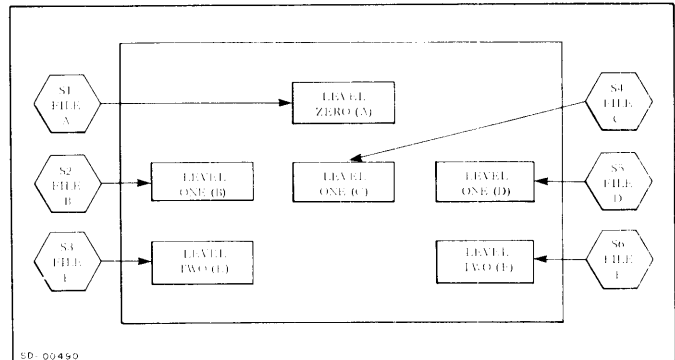 S1
FILE
A
LEVEL
ZERO (A)
S4
FILE
C
S2
FILE
B
LEVEL
ONE (B)
LEVEL
ONE (C)
LEVEL
ONE (D)
S5
FILE
D
S3
FILE
LEVEL
TWO (E)
LEVEL
TWO (F)
S6
FILE
F
SD-00490